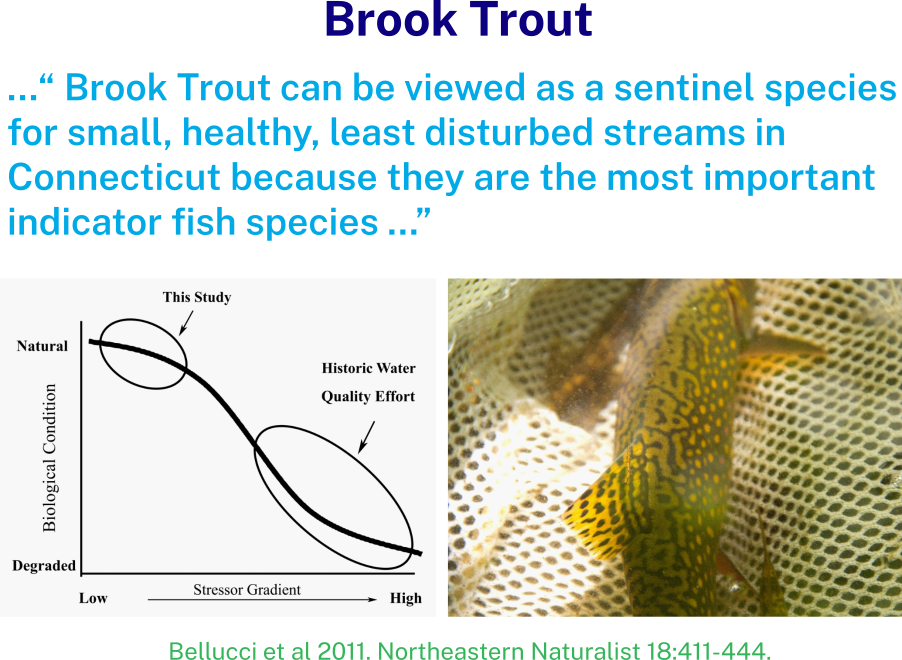 Brook Trout
…“ Brook Trout can be viewed as a sentinel species
for small, healthy, least disturbed streams in
Connecticut because they are the most important
indicator fish species …”
This Study
Natural
Historic Water
Quality Effort
Biological Condition
Degraded
Stressor Gradient
Low
High
Bellucci et al 2011. Northeastern Naturalist 18:411-444.